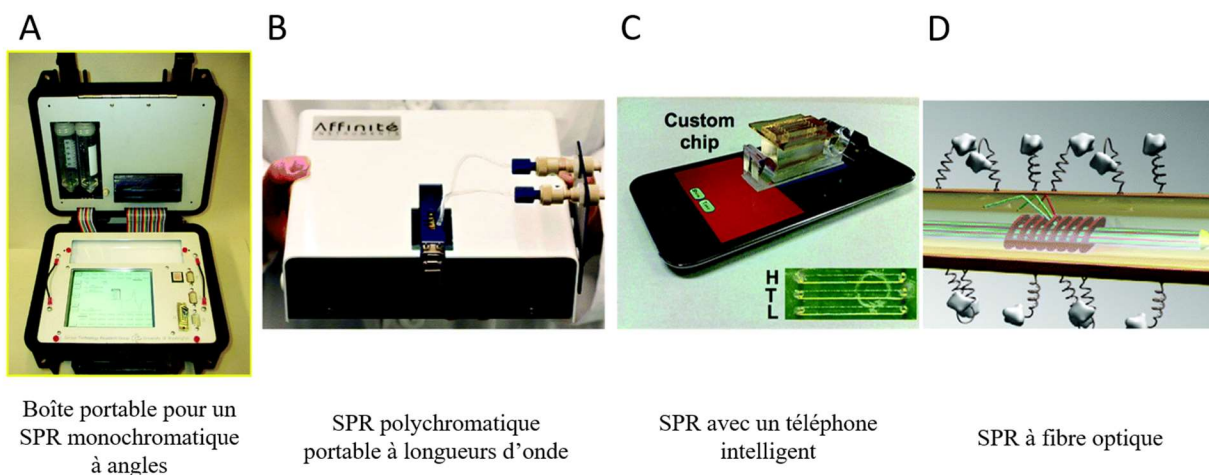 A
B
C
D
Affinité
INSTRUMENTS
Custom
chip
H
T
L
Boîte portable pour un
SPR monochromatique
à angles
SPR polychromatique
portable à longueurs d’onde
SPR avec un téléphone
intelligent
SPR à fibre optique